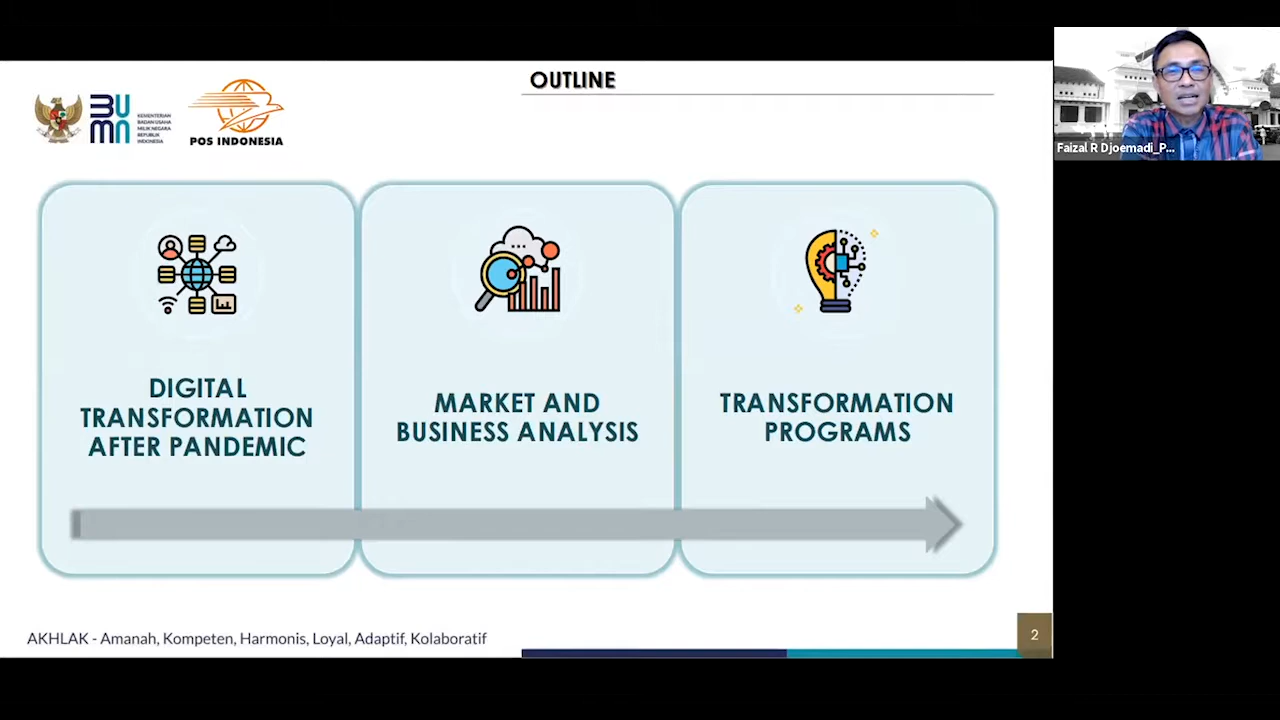 OUTLINE
BUMN
KEMENTERIAN
BADAN USAHA
MILIK NEGARA
REPUBLIK
INDONESIA
POS INDONESIA
Faizal R Djoemadi_P...
DIGITAL
TRANSFORMATION
AFTER PANDEMIC
MARKET AND
BUSINESS ANALYSIS
TRANSFORMATION
PROGRAMS
AKHLAK - Amanah, Kompeten, Harmonis, Loyal, Adaptif, Kolaboratif
2